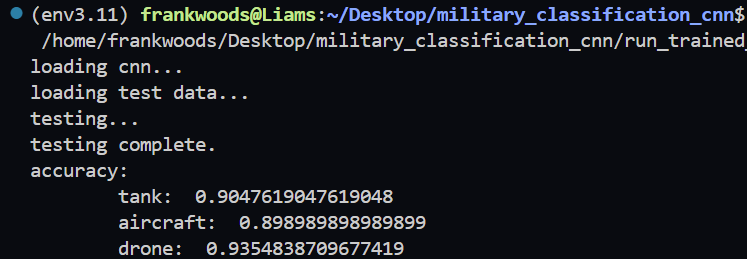 (env3.11) frankwoods@Liams:~/Desktop/military_classification_cnn$
/home/frankwoods/Desktop/military_classification_cnn/run_trained_
loading cnn...
loading test data...
testing...
testing complete.
accuracy:
tank: 0.9047619047619048
aircraft: 0.898989898989899
drone: 0.9354838709677419